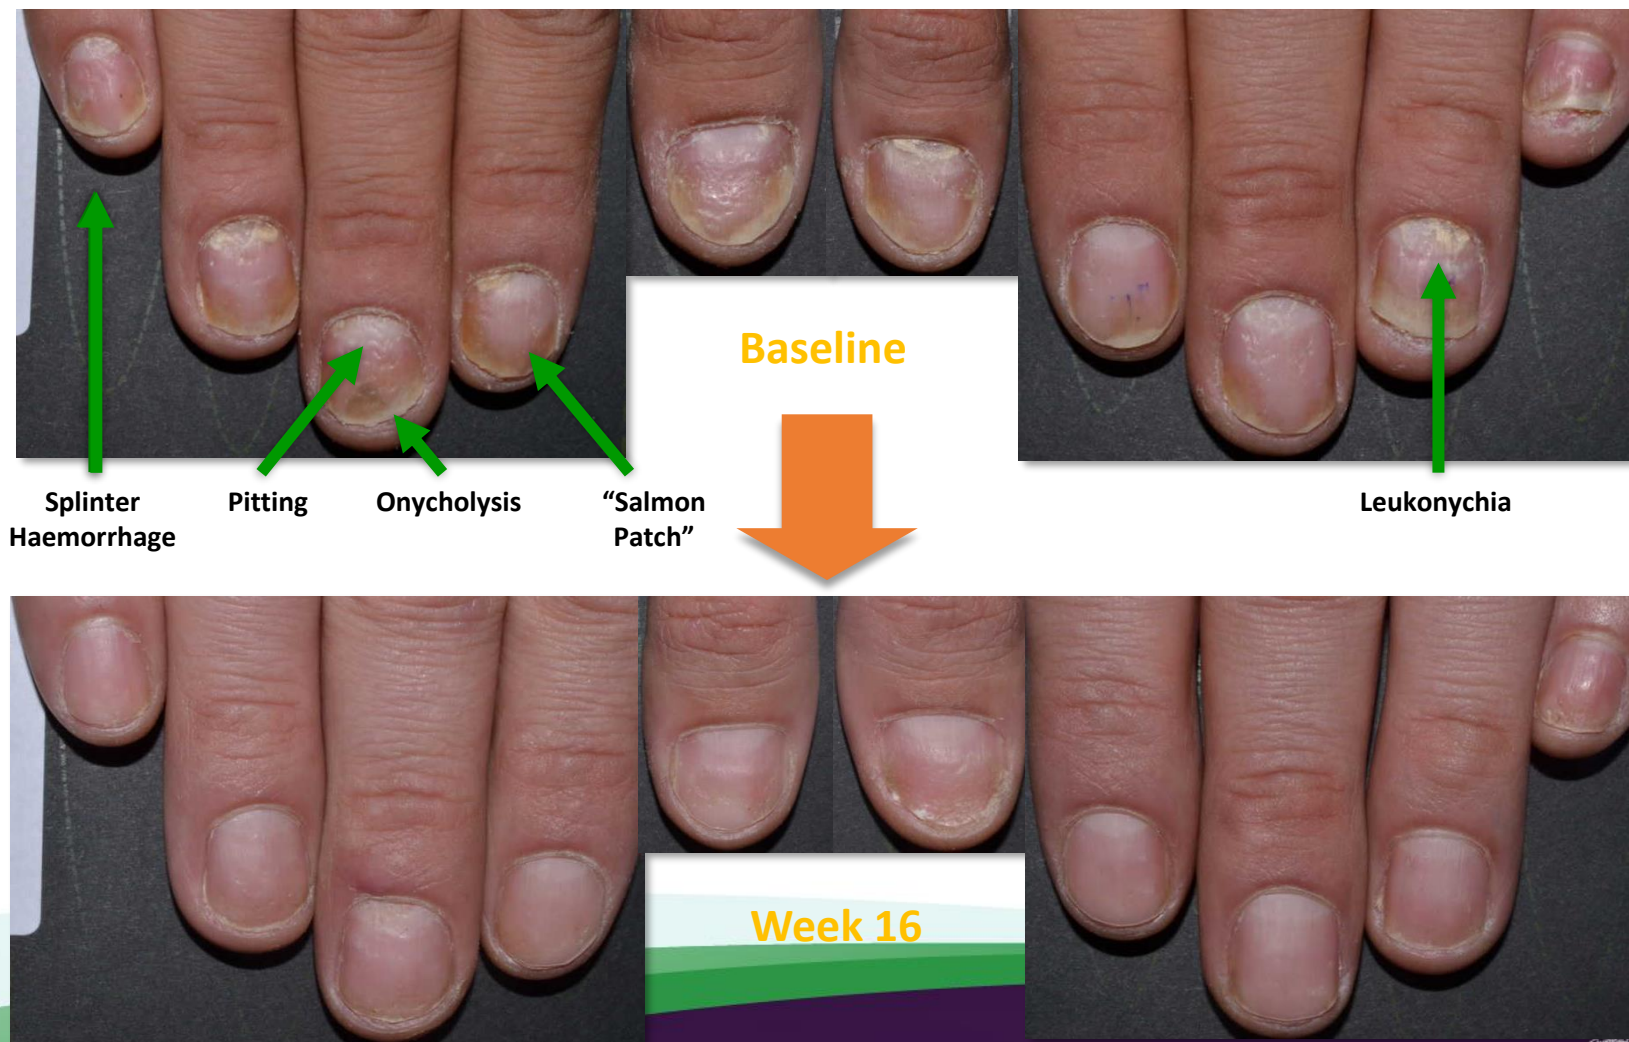 Baseline
Splinter
Haemorrhage
Pitting
Onycholysis
“Salmon
Patch”
Leukonychia
Week 16